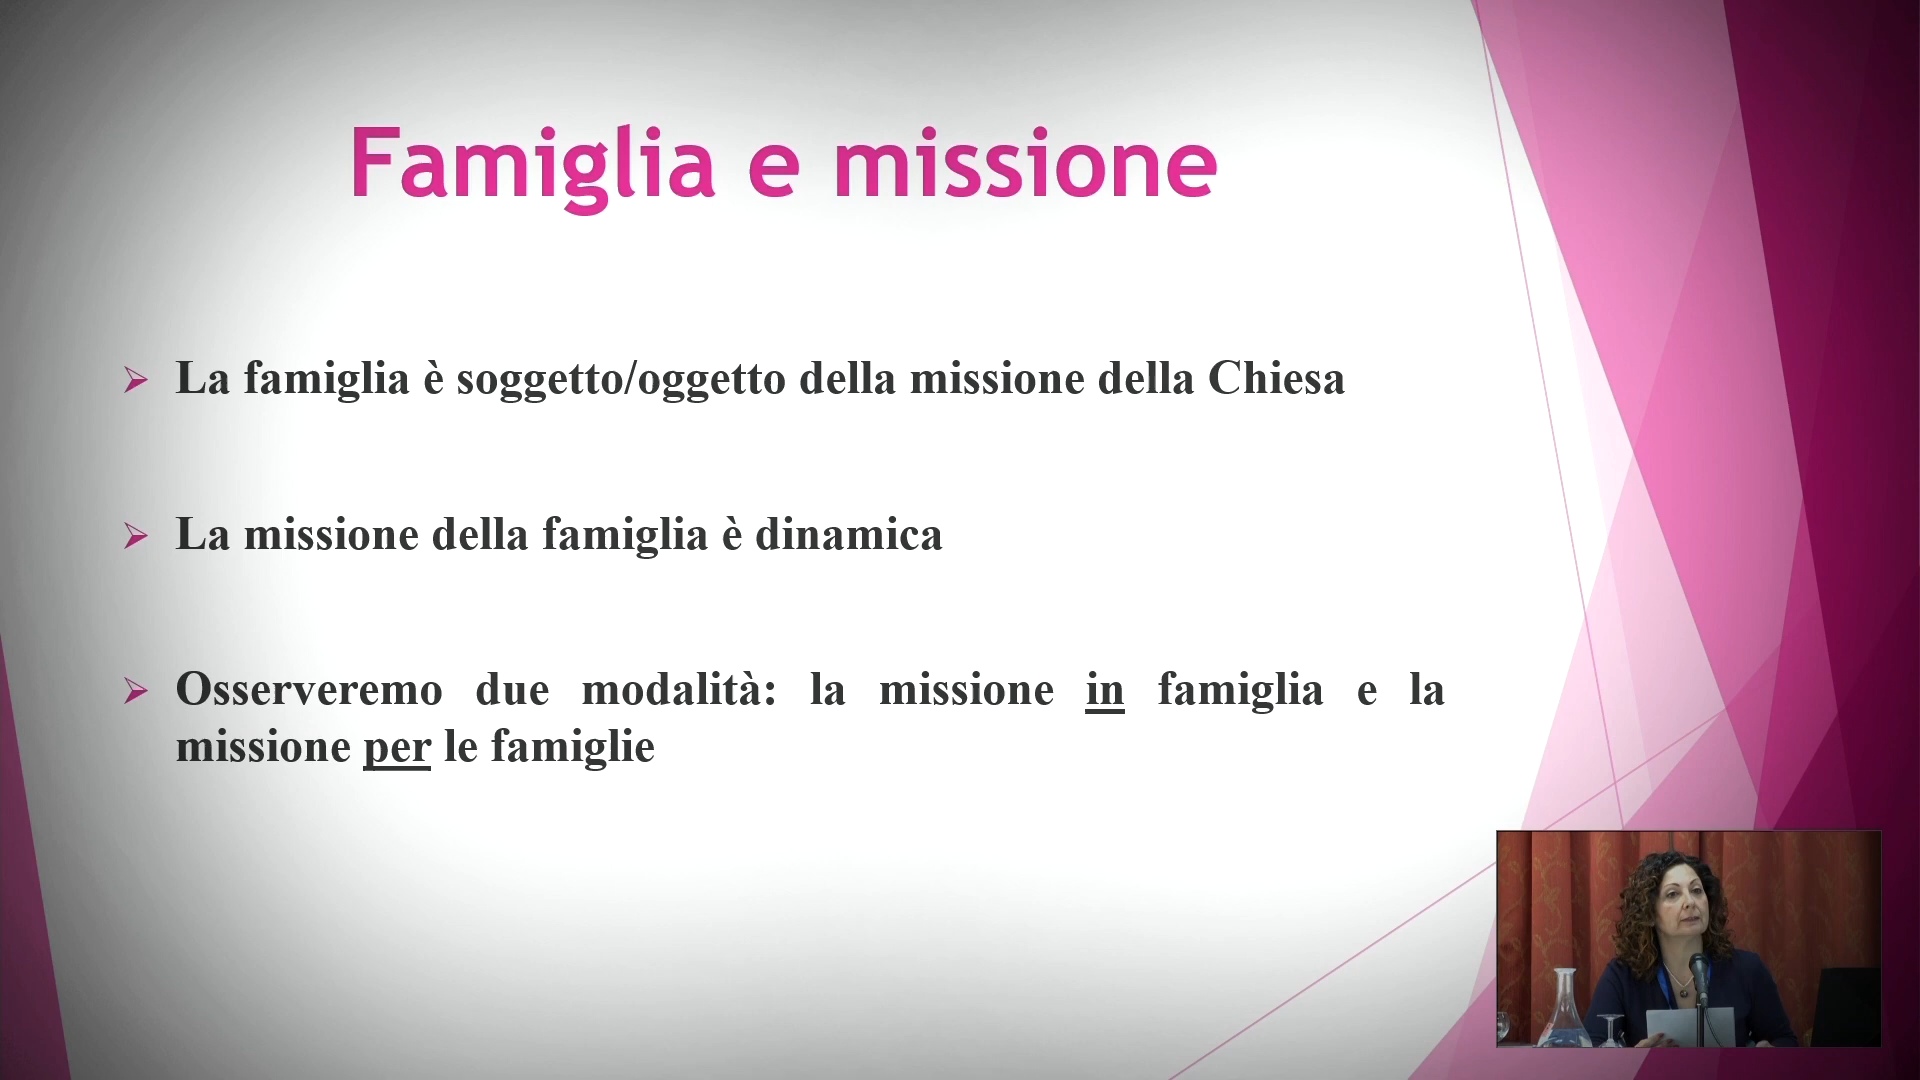 Famiglia e missione
La famiglia è soggetto/oggetto della missione della Chiesa
La missione della famiglia è dinamica
Osserveremo due modalità: la missione in famiglia e la
missione per le famiglie